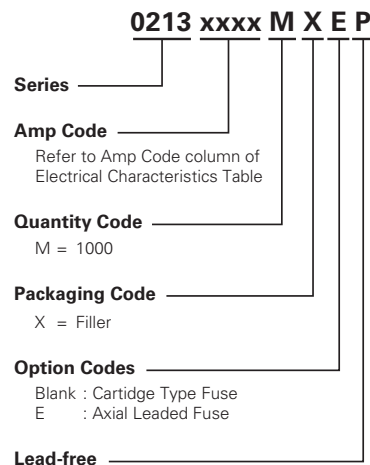 0213 xxxx M X E P
Series
Amp Code
Refer to Amp Code column of
Electrical Characteristics Table
Quantity Code
M = 1000
Packaging Code
X = Filler
Option Codes
Blank : Cartidge Type Fuse
E : Axial Leaded Fuse
Lead-free